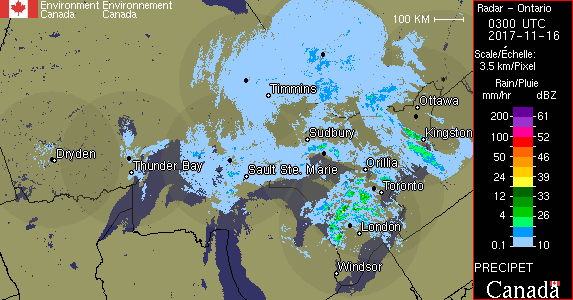 Environment Environnement
Canada Canada
100 KM
Timmins
Ottawa
Sudbury
Kingston
Dryden
Thunder Bay
Sault Ste. Marie
Orillia
Toronto
London
Windsor
Radar - Ontario
0300 UTC
2017-11-16
Scale/Échelle:
3.5 km/Pixel
Rain/Pluie
mm/hr dBZ
200 61
100 52
50 46
24 39
12 33
4 26
0.1 10
PRECIPET
Canada